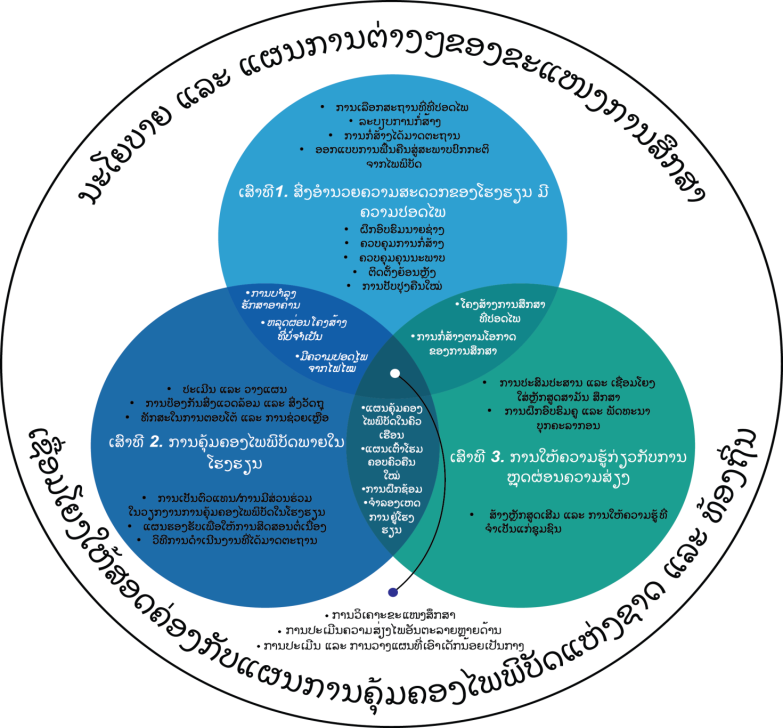 ນະໂຍບາຍ ແລະ ແຜນການຕ່າງໆຂອງຂະແໜງການສຶກສາ
• ການເລືອກສະຖານທີ່ທີ່ປອດໄພ
• ລະບຽບການກໍ່ສ້າງ
• ການກໍ່ສ້າງໄດ້ມາດຕະຖານ
• ອອກແບບການຟື້ນຄືນສູ່ສະພາບປົກກະຕິ
ຈາກໄພພິບັດ
ເສົາທີ1. ສິ່ງອຳນວຍຄວາມສະດວກຂອງໂຮງຮຽນ ມີ
ຄວາມປອດໄພ
• ຝຶກອົບຮົມນາຍຊ່າງ
• ຄວບຄຸມການກໍ່ສ້າງ
• ຄວບຄຸມຄຸນນະພາບ
• ຕິດຕັ້ງຍ້ອນຫຼັງ
• ການປັບປຸງຄືນໃໝ່
• ການບຳລຸງ
ຮັກສາອາຄານ
• ຫລຸດຜ່ອນໂຄງສ້າງ
ທີ່ບໍ່ຈຳເປັນ
• ມີຄວາມປອດໄພ
ຈາກໄຟໄໝ້
• ໂຄງສ້າງການສຶກສາ
ທີ່ປອດໄພ
• ການກໍ່ສ້າງຕາມໂອກາດ
ຂອງການສຶກສາ
• ປະເມີນ ແລະ ວາງແຜນ
• ການປ້ອງກັນສິ່ງແວດລ້ອມ ແລະ ສິ່ງວັດຖຸ
• ທັກສະໃນການຕອບໂຕ້ ແລະ ການຊ່ວຍເຫຼືອ
ເສົາທີ 2. ການຄຸ້ມຄອງໄພພິບັດພາຍໃນ
ໂຮງຮຽນ
• ການເປັນຕົວແທນ/ການມີສ່ວນຮ່ວມ
ໃນວຽກງານການຄຸ້ມຄອງໄພພິບັດໃນໂຮງຮຽນ
• ແຜນຮອງຮັບເພື່ອໃຫ້ການສິດສອນຕໍ່ເນື່ອງ
• ວິທີການດຳເນີນງານທີ່ໄດ້ມາດຕະຖານ
• ແຜນຄຸ້ມຄອງ
ໄພພິບັດໃນຄົວ
ເຮືອນ
• ແຜນເຕົ້າໂຮມ
ຄອບຄົວຄືນ
ໃໝ່
• ການຝຶກຊ້ອມ
• ຈຳລອງເຫດ
ການຢູ່ໂຮງ
ຮຽນ
• ການປະສົມປະສານ ແລະ ເຊື່ອມໂຍງ
ໃສ່ຫຼັກສູດສາມັນ ສຶກສາ
• ການຝຶກອົບຮົມຄູ ແລະ ພັດທະນາ
ບຸກຄະລາກອນ
ເສົາທີ 3. ການໃຫ້ຄວາມຮູ້ກ່ຽວກັບການ
ຫຼຸດຜ່ອນຄວາມສ່ຽງ
• ສ້າງຫຼັກສູດເສີມ ແລະ ການໃຫ້ຄວາມຮູ້ທີ່
ຈຳເປັນແກ່ຊຸມຊົນ
• ການວິເຄາະຂະແໜງສຶກສາ
• ການປະເມີນຄວາມສ່ຽງໄພອັນຕະລາຍຫຼາຍດ້ານ
• ການປະເມີນ ແລະ ການວາງແຜນທີ່ເອົາເດັກນ້ອຍເປັນກາງ
ເຊື່ອມໂຍງໃຫ້ສອດຄ່ອງກັບແຜນການຄຸ້ມຄອງໄພພິບັດແຫ່ງຊາດ ແລະ ທ້ອງຖິ່ນ